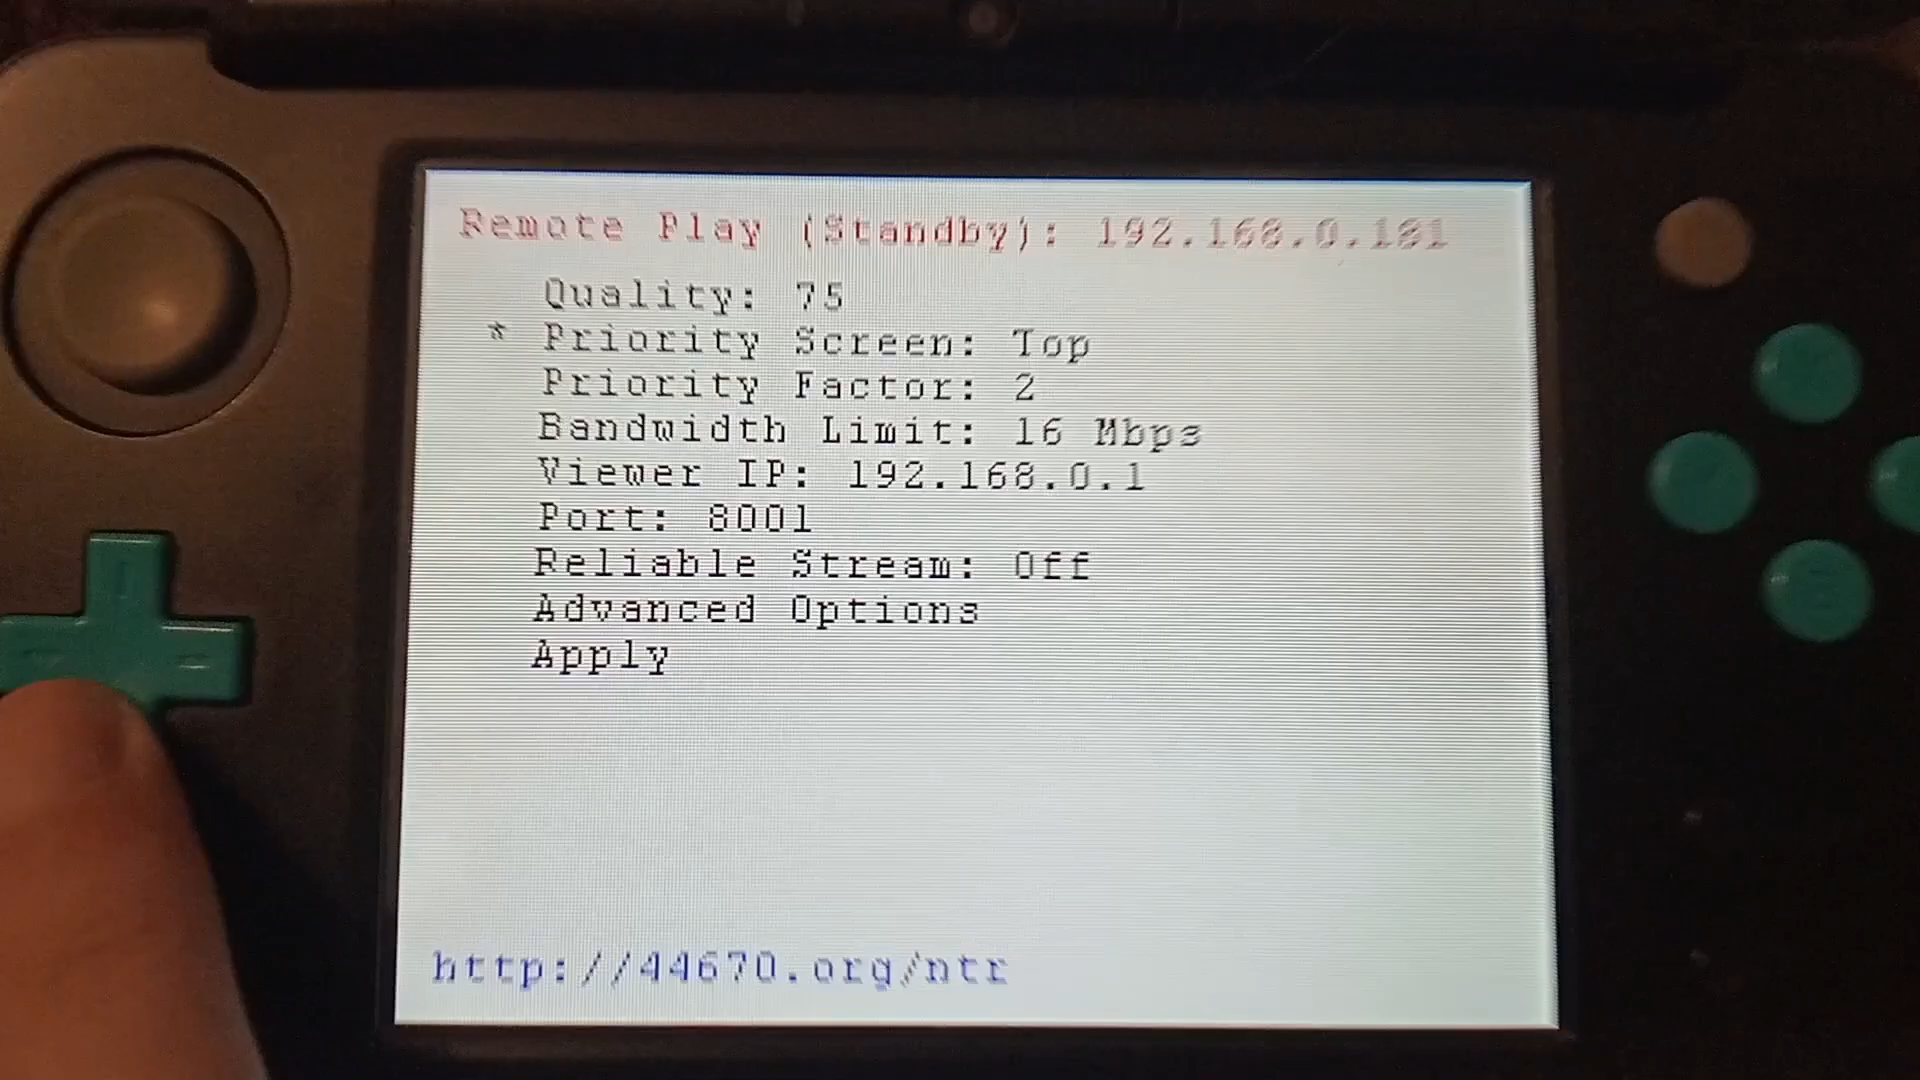 Remote Play (Standby): 192.168.0.181
Quality: 75
* Priority Screen: Top
Priority Factor: 2
Bandwidth Limit: 16 Mbps
Viewer IP: 192.168.0.1
Port: 8001
Reliable Stream: Off
Advanced Options
Apply
http://44670.org/ntr